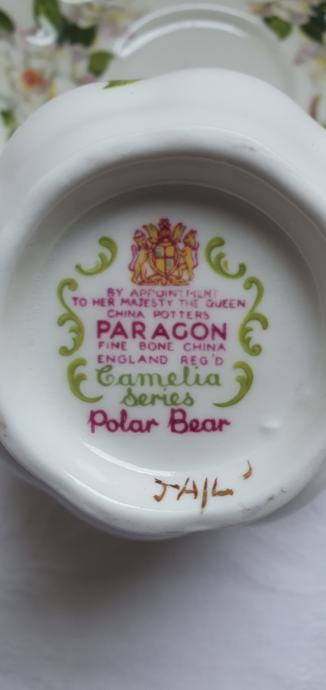 BY APPOINTMENT
TO HER MAJESTY THE QUEEN
CHINA POTTERS
PARAGON
FINE BONE CHINA
ENGLAND REG'D
Camelia
Series
Polar Bear